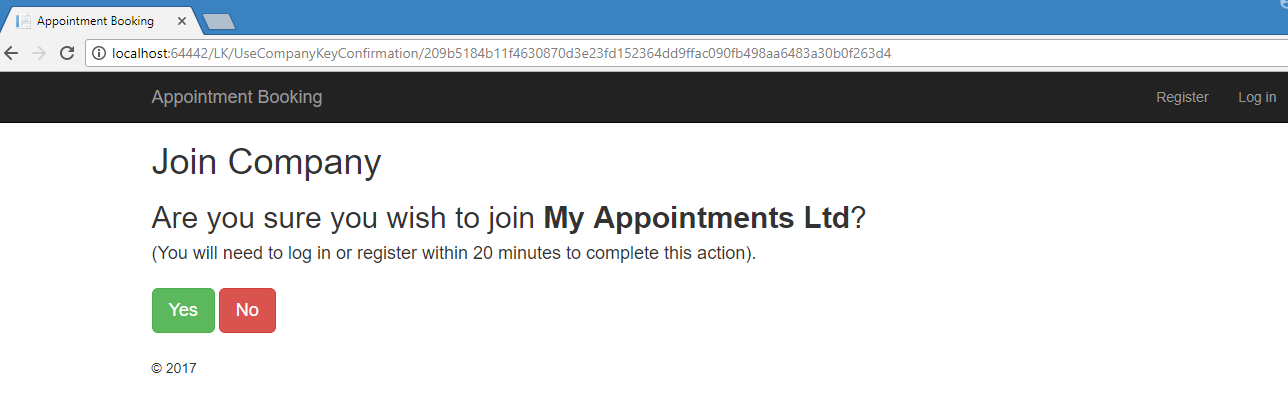 Appointment Booking
localhost:64442/LK/UseCompanyKeyConfirmation/209b5184b11f4630870d3e23fd152364dd9ffac090fb498aa6483a30b0f263d4
Appointment Booking Register Log in
Join Company
Are you sure you wish to join My Appointments Ltd?
(You will need to log in or register within 20 minutes to complete this action).
Yes No
© 2017